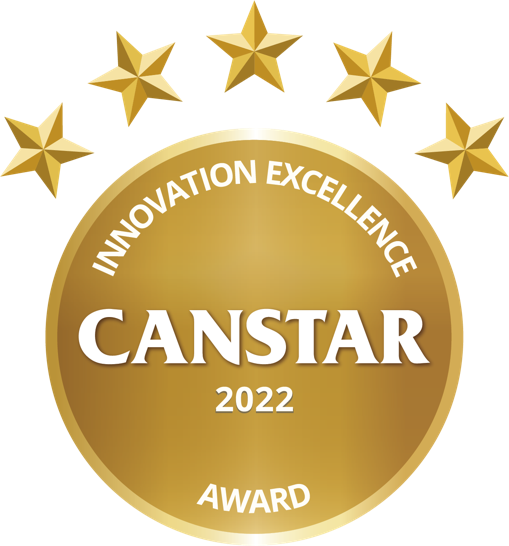 INNOVATION EXCELLENCE
CANSTAR
2022
AWARD